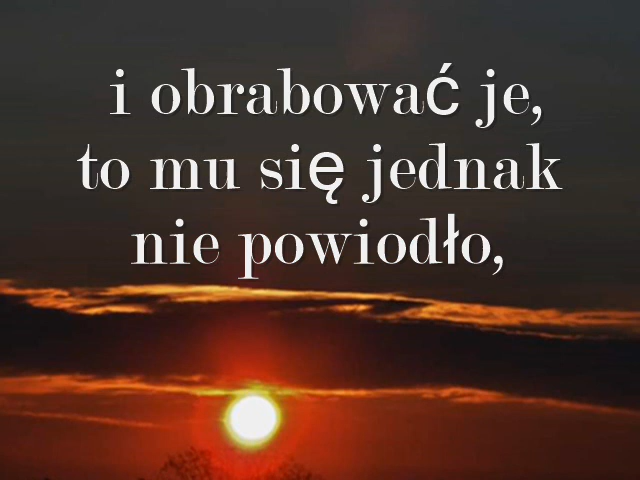 i obrabować je,
to mu się jednak
nie powiodło,